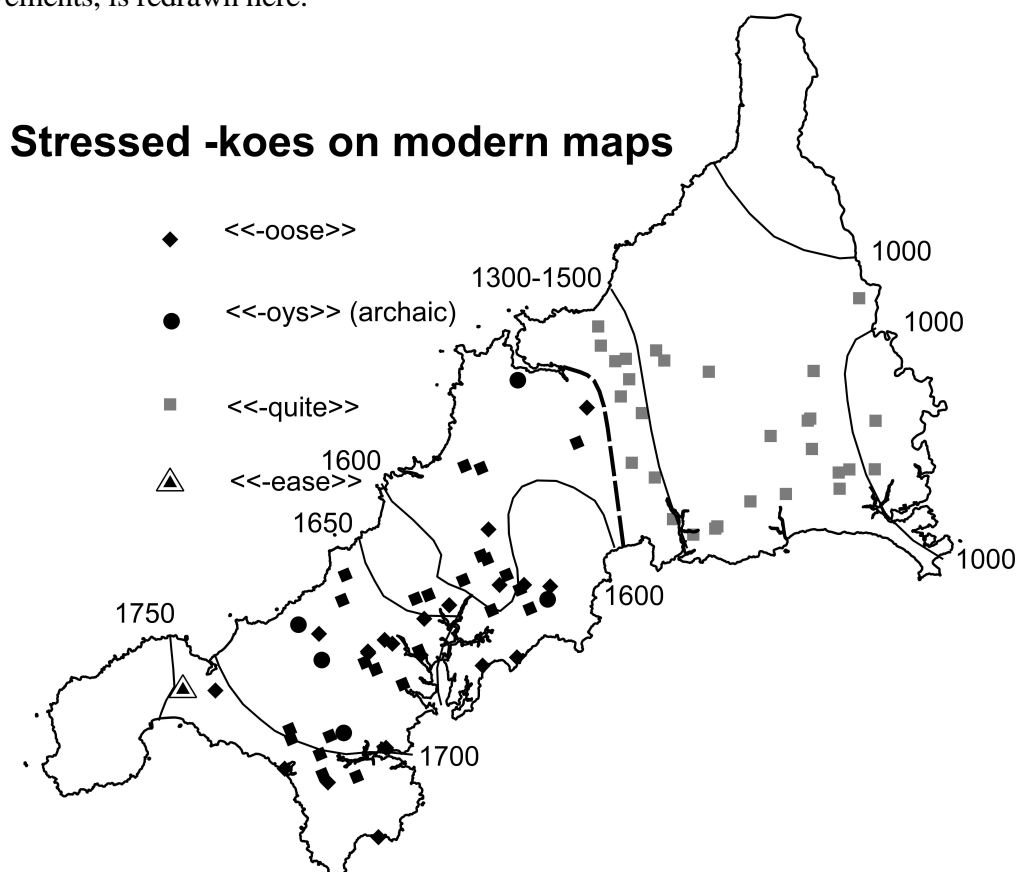 ements, is redrawn here.
Stressed -koes on modern maps
<<-oose>>
<<-oys>> (archaic)
<<-quite>>
<<-ease>>
1000
1300-1500
1000
1600
1650
1000
1600
1750
1700